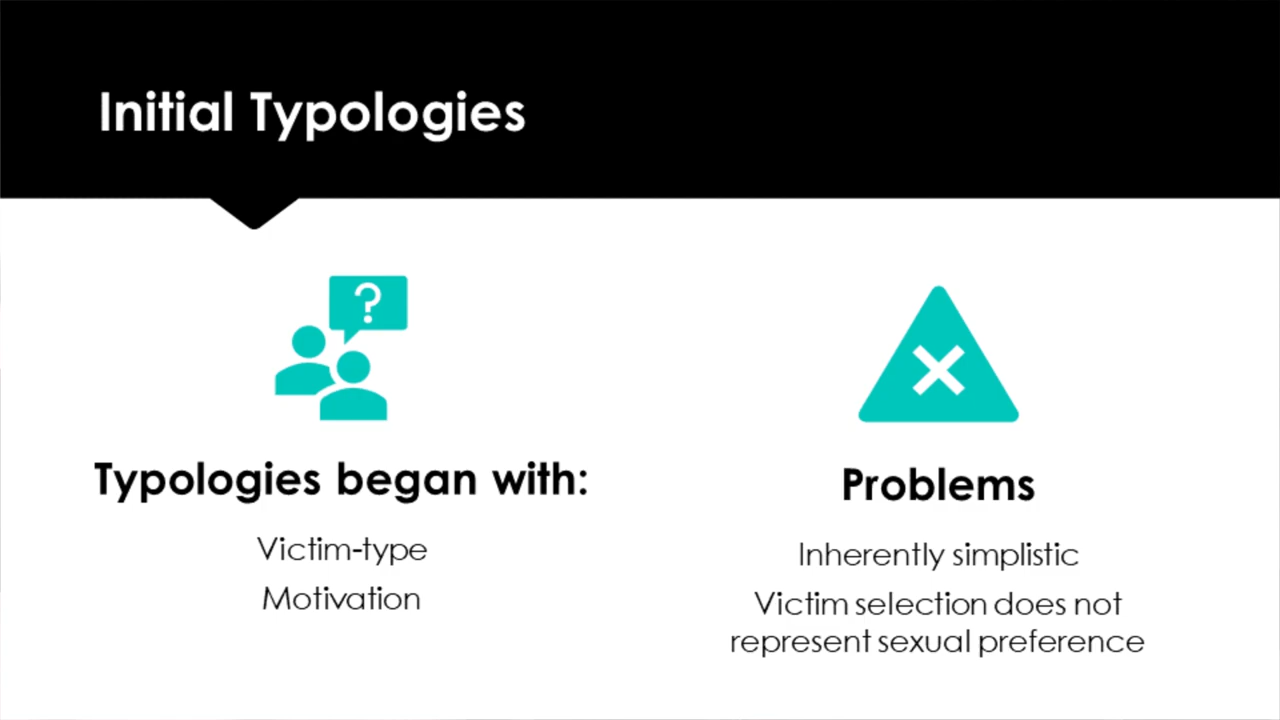 Initial Typologies
?
Typologies began with:
Victim-type
Motivation
Problems
Inherently simplistic
Victim selection does not
represent sexual preference